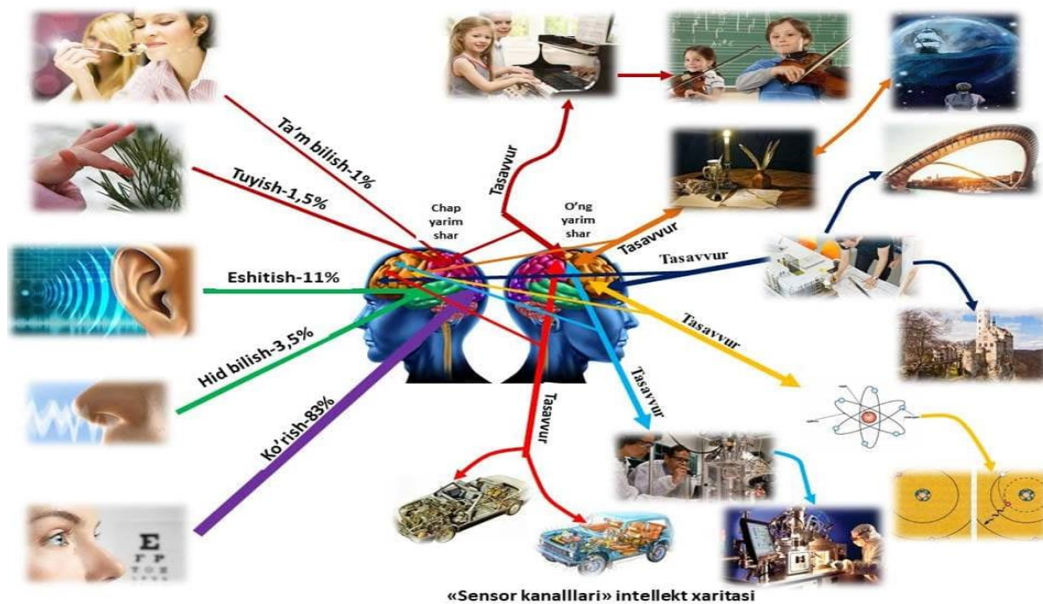 Ta'm bilish-1%
Tuyish-1,5%
Eshitish-11%
Hid bilish-3,5%
Ko'rish-83%
Chap
yarim
shar
O'ng
yarim
shar
Tasavvur
Tasavvur
Tasavvur
Tasavvur
Tasavvur
Tasavvur
E
«Sensor kanalllari» intellekt xaritasi